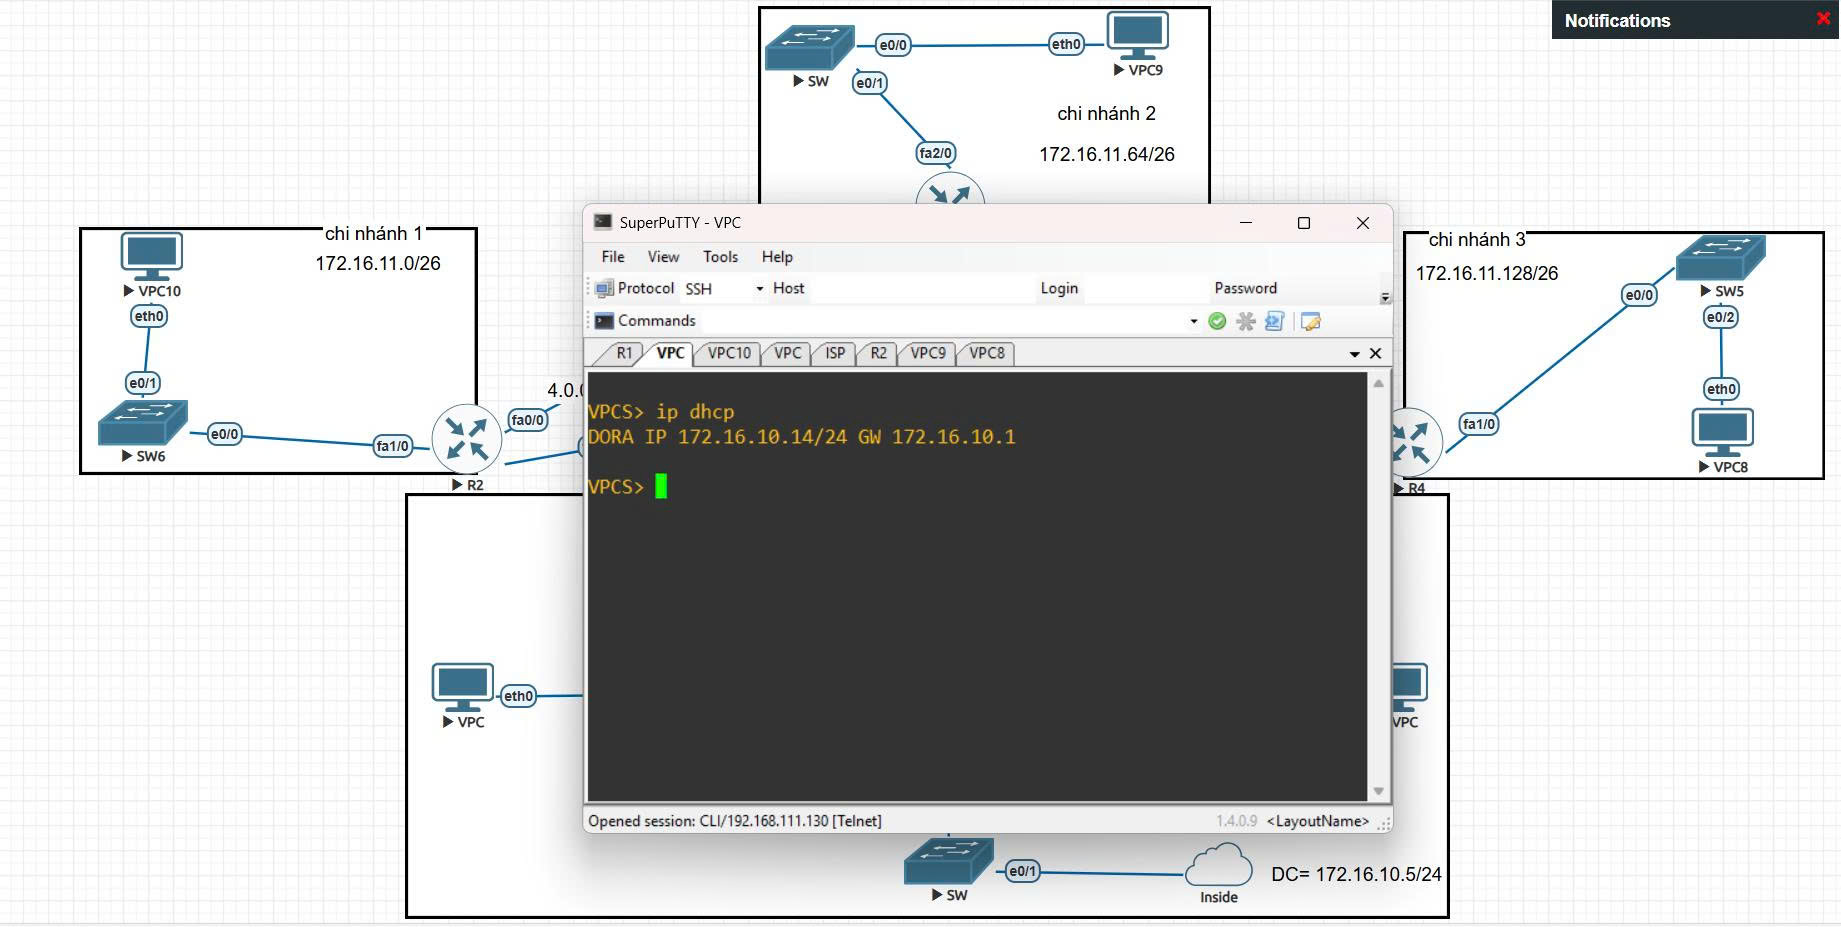 Notifications
e0/0
eth0
SW
VPC9
e0/1
chi nhánh 2
fa2/0
172.16.11.64/26
chi nhánh 1
172.16.11.0/26
VPC10
eth0
e0/1
e0/0
SW6
fa1/0
R2
fa0/0
4.0.
SuperPuTTY - VPC
File View Tools Help
Protocol SSH Host Login Password
Commands
R1 VPC VPC10 VPC ISP R2 VPC9 VPC8
VPCS> ip dhcp
DORA IP 172.16.10.14/24 GW 172.16.10.1
VPCS>
Opened session: CLI/192.168.111.130 [Telnet] 1.4.0.9 <LayoutName>
chi nhánh 3
172.16.11.128/26
e0/0
SW5
e0/2
eth0
fa1/0
VPC8
R4
eth0
VPC
VPC
SW
e0/1
Inside
DC= 172.16.10.5/24